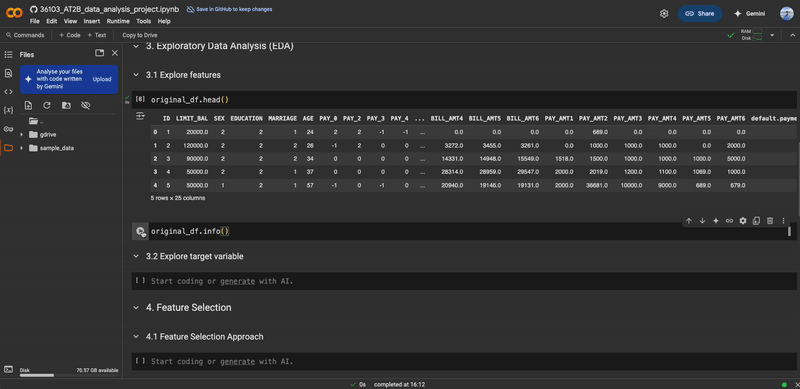 36103_AT2B_data_analysis_project.ipynb Save in GitHub to keep changes
File Edit View Insert Runtime Tools Help
Share Gemini
Commands + Code + Text Copy to Drive RAM Disk
Files
Analyse your files with code written by Gemini Upload
..
gdrive
sample_data
Disk 70.57 GB available
3. Exploratory Data Analysis (EDA)
3.1 Explore features
[8] original_df.head()
0s
ID LIMIT_BAL SEX EDUCATION MARRIAGE AGE PAY_0 PAY_2 PAY_3 PAY_4 ... BILL_AMT4 BILL_AMT5 BILL_AMT6 PAY_AMT1 PAY_AMT2 PAY_AMT3 PAY_AMT4 PAY_AMT5 PAY_AMT6 default.payme
0 1 20000.0 2 2 1 24 2 2 -1 -1 ... 0.0 0.0 0.0 0.0 689.0 0.0 0.0 0.0 0.0
1 2 120000.0 2 2 2 26 -1 2 0 0 ... 3272.0 3455.0 3261.0 0.0 1000.0 1000.0 1000.0 0.0 2000.0
2 3 90000.0 2 2 2 34 0 0 0 0 ... 14331.0 14948.0 15549.0 1518.0 1500.0 1000.0 1000.0 1000.0 5000.0
3 4 50000.0 2 2 1 37 0 0 0 0 ... 28314.0 28959.0 29547.0 2000.0 2019.0 1200.0 1100.0 1069.0 1000.0
4 5 50000.0 1 2 1 57 -1 0 -1 0 ... 20940.0 19146.0 19131.0 2000.0 36681.0 10000.0 9000.0 689.0 679.0
5 rows × 25 columns
original_df.info()
3.2 Explore target variable
[ ] Start coding or generate with AI.
4. Feature Selection
4.1 Feature Selection Approach
[ ] Start coding or generate with AI.
0s completed at 16:12